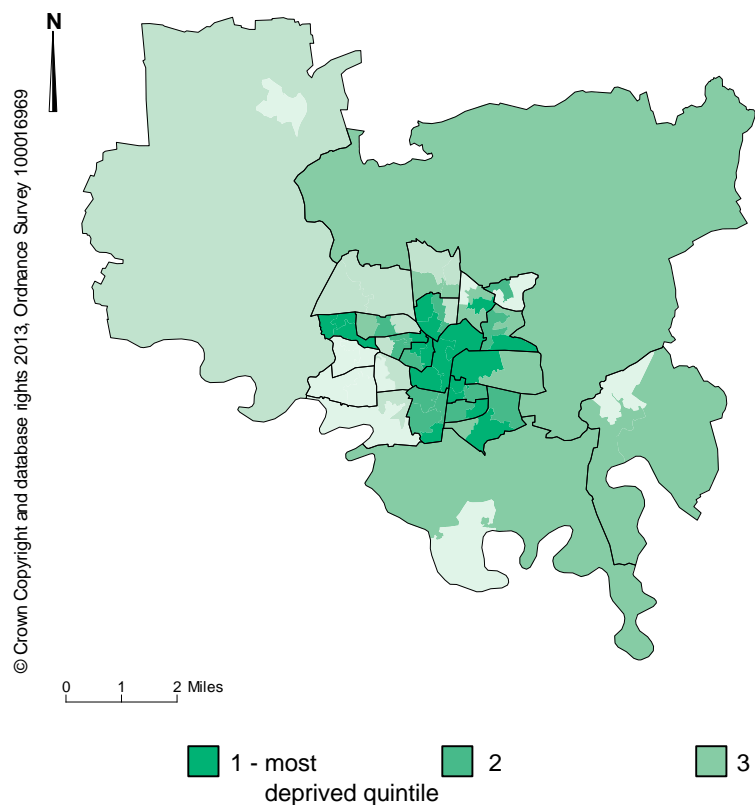 N
© Crown Copyright and database rights 2013, Ordnance Survey 100016969
0 1 2 Miles
1 - most
deprived quintile
2
3